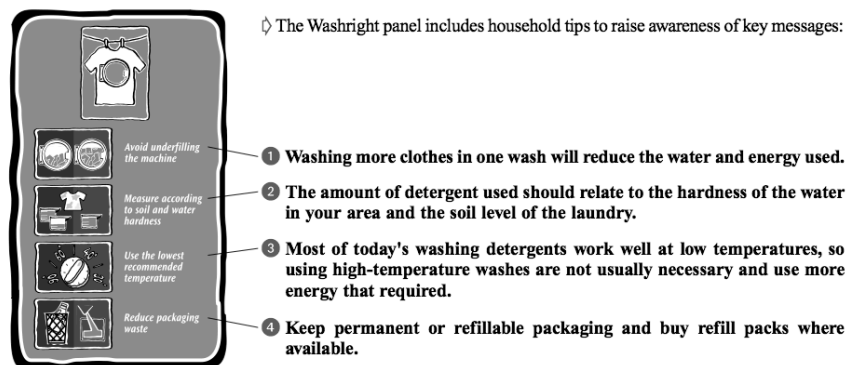 The Washright panel includes household tips to raise awareness of key messages:
Avoid underfilling
the machine
1 Washing more clothes in one wash will reduce the water and energy used.
Measure according
to soil and water
hardness
2 The amount of detergent used should relate to the hardness of the water
in your area and the soil level of the laundry.
Use the lowest
recommended
temperature
3 Most of today's washing detergents work well at low temperatures, so
using high-temperature washes are not usually necessary and use more
energy that required.
Reduce packaging
waste
4 Keep permanent or refillable packaging and buy refill packs where
available.